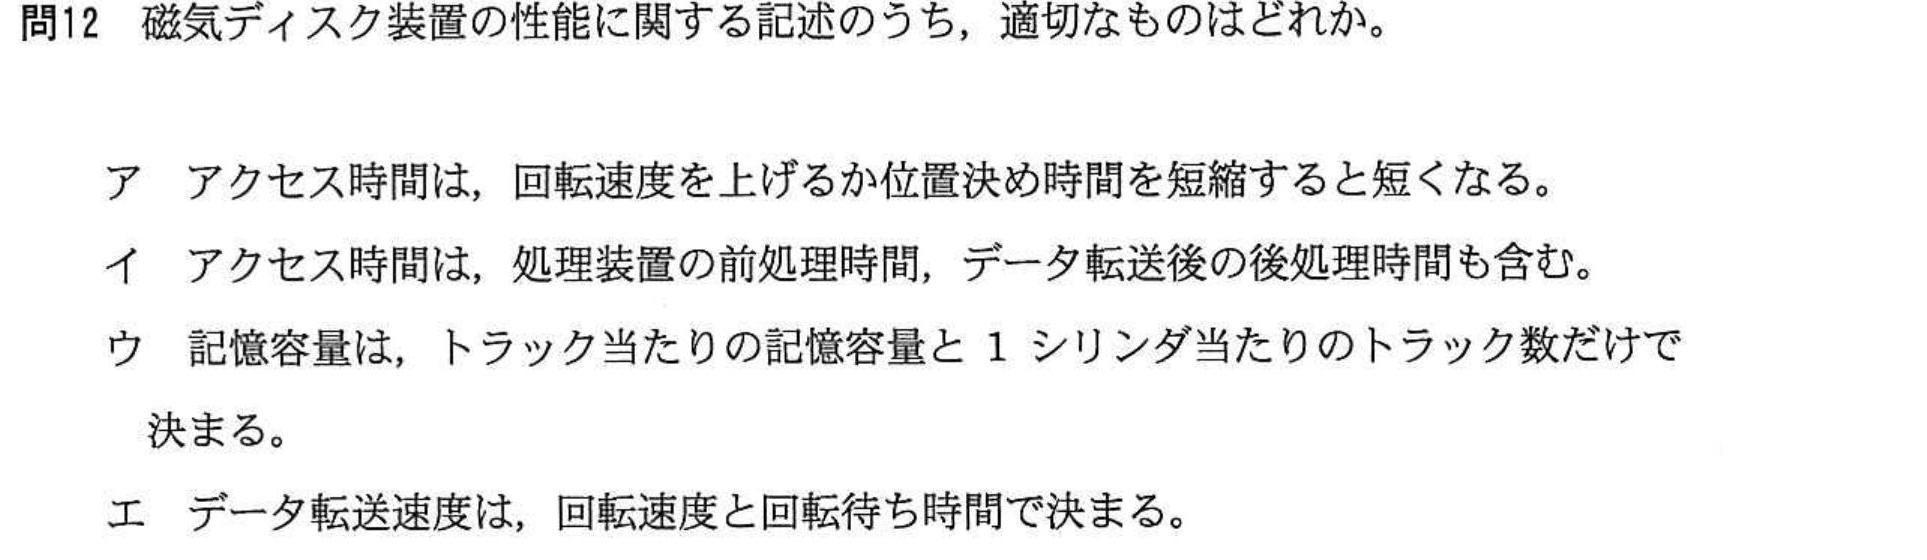 問12 磁気ディスク装置の性能に関する記述のうち，適切なものはどれか。
ア アクセス時間は，回転速度を上げるか位置決め時間を短縮すると短くなる。
イ アクセス時間は，処理装置の前処理時間，データ転送後の後処理時間も含む。
ウ 記憶容量は，トラック当たりの記憶容量と 1 シリンダ当たりのトラック数だけで
決まる。
エ データ転送速度は，回転速度と回転待ち時間で決まる。